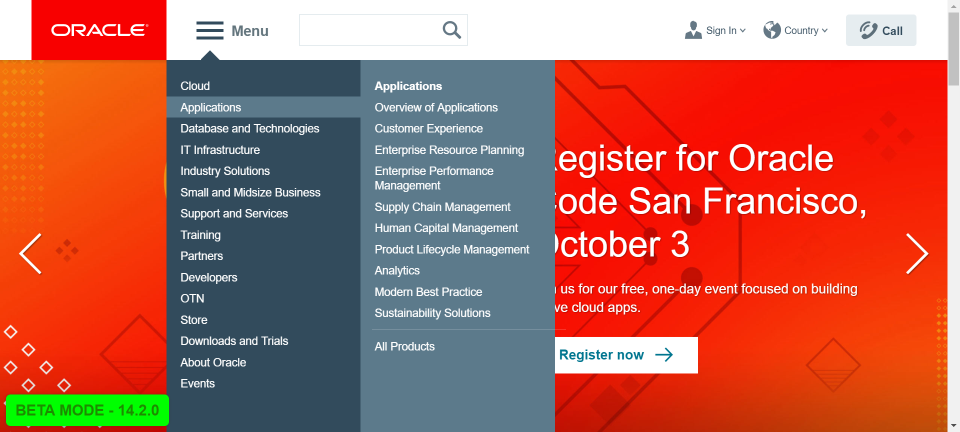 ORACLE
Menu
Sign In
Country
Call
Cloud
Applications
Database and Technologies
IT Infrastructure
Industry Solutions
Small and Midsize Business
Support and Services
Training
Partners
Developers
OTN
Store
Downloads and Trials
About Oracle
Events
Applications
Overview of Applications
Customer Experience
Enterprise Resource Planning
Enterprise Performance
Management
Supply Chain Management
Human Capital Management
Product Lifecycle Management
Analytics
Modern Best Practice
Sustainability Solutions
All Products
egister for Oracle
ode San Francisco,
ctober 3
us for our free, one-day event focused on building
ve cloud apps.
Register now
BETA MODE - 14.2.0